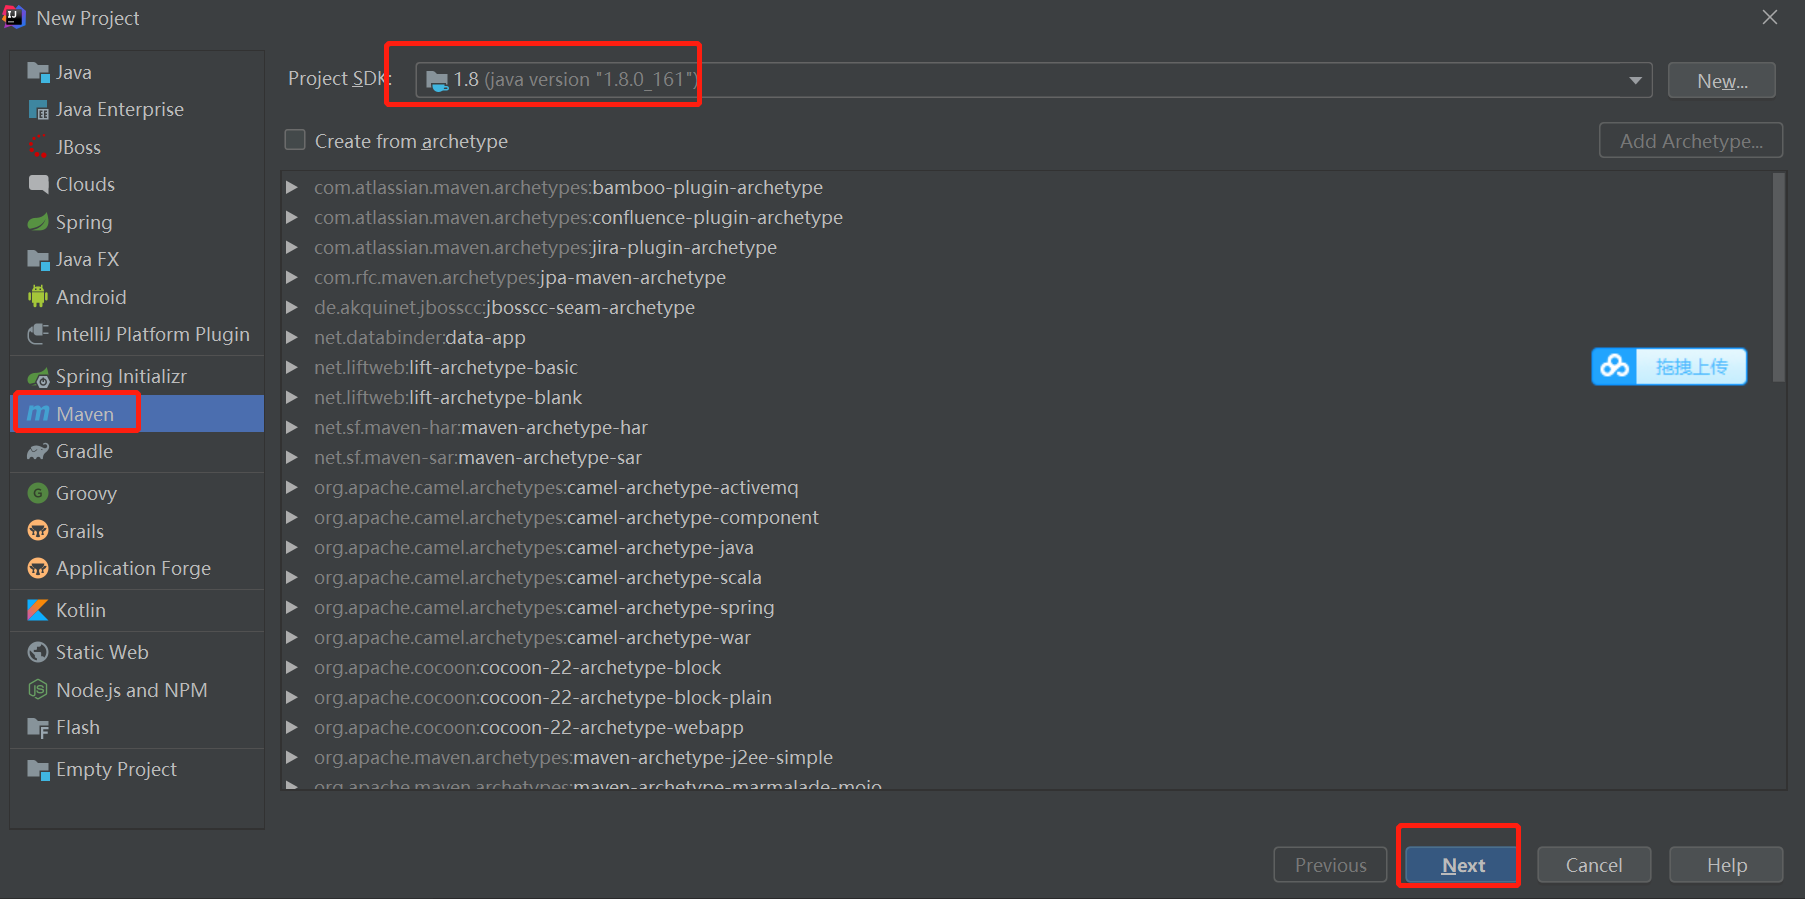 New Project
Java
Java Enterprise
JBoss
Clouds
Spring
Java FX
Android
IntelliJ Platform Plugin
Spring Initializr
Maven
Gradle
Groovy
Grails
Application Forge
Kotlin
Static Web
Node.js and NPM
Flash
Empty Project
Project SDK: 1.8 (java version "1.8.0_161") New...
Create from archetype Add Archetype...
com.atlassian.maven.archetypes:bamboo-plugin-archetype
com.atlassian.maven.archetypes:confluence-plugin-archetype
com.atlassian.maven.archetypes:jira-plugin-archetype
com.rfc.maven.archetypes:jpa-maven-archetype
de.akquinet.jbosscc:jbosscc-seam-archetype
net.databinder:data-app
net.liftweb:lift-archetype-basic
net.liftweb:lift-archetype-blank
net.sf.maven-har:maven-archetype-har
net.sf.maven-sar:maven-archetype-sar
org.apache.camel.archetypes:camel-archetype-activemq
org.apache.camel.archetypes:camel-archetype-component
org.apache.camel.archetypes:camel-archetype-java
org.apache.camel.archetypes:camel-archetype-scala
org.apache.camel.archetypes:camel-archetype-spring
org.apache.camel.archetypes:camel-archetype-war
org.apache.cocoon:cocoon-22-archetype-block
org.apache.cocoon:cocoon-22-archetype-block-plain
org.apache.cocoon:cocoon-22-archetype-webapp
org.apache.maven.archetypes:maven-archetype-j2ee-simple
org.apache.maven.archetypes:maven-archetype-marmalade-mojo
拖拽上传
Previous Next Cancel Help